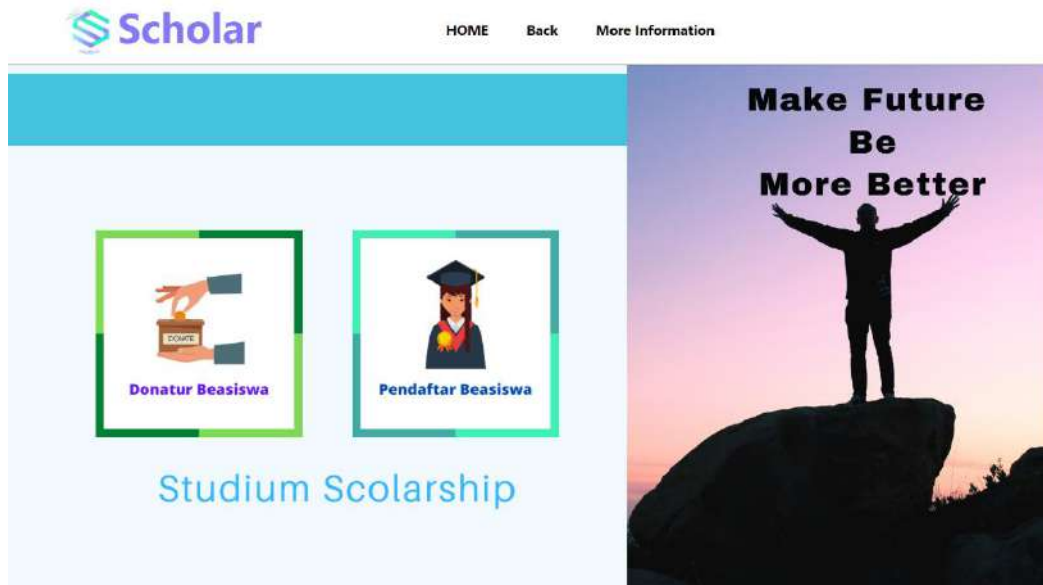 Scholar
HOME Back More Information
Make Future
Be
More Better
DONATE
Donatur Beasiswa
Pendaftar Beasiswa
Studium Scolarship